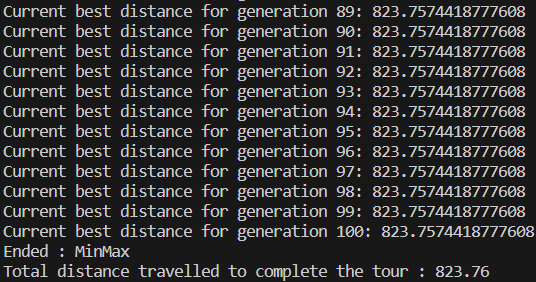 Current best distance for generation 89: 823.7574418777608
Current best distance for generation 90: 823.7574418777608
Current best distance for generation 91: 823.7574418777608
Current best distance for generation 92: 823.7574418777608
Current best distance for generation 93: 823.7574418777608
Current best distance for generation 94: 823.7574418777608
Current best distance for generation 95: 823.7574418777608
Current best distance for generation 96: 823.7574418777608
Current best distance for generation 97: 823.7574418777608
Current best distance for generation 98: 823.7574418777608
Current best distance for generation 99: 823.7574418777608
Current best distance for generation 100: 823.7574418777608
Ended : MinMax
Total distance travelled to complete the tour : 823.76